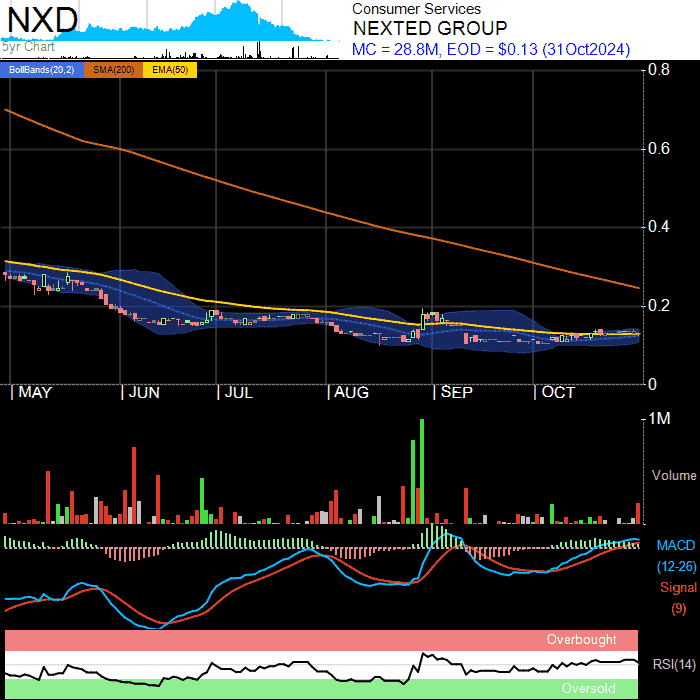 NXD
5yr Chart
Consumer Services
NEXTED GROUP
MC = 28.8M, EOD = $0.13 (31Oct2024)
BollBands(20,2) SMA(200) EMA(50)
0.8
0.6
0.4
0.2
0
MAY JUN JUL AUG SEP OCT
1M
Volume
MACD
(12-26)
Signal
(9)
Overbought
RSI(14)
Oversold